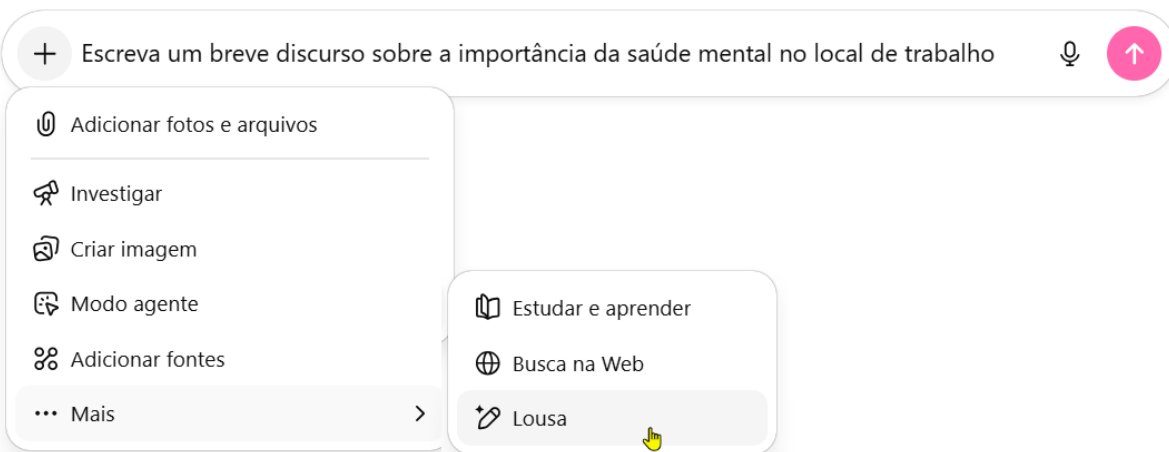 Escreva um breve discurso sobre a importância da saúde mental no local de trabalho
Adicionar fotos e arquivos
Investigar
Criar imagem
Modo agente
Adicionar fontes
Mais
Estudar e aprender
Busca na Web
Lousa